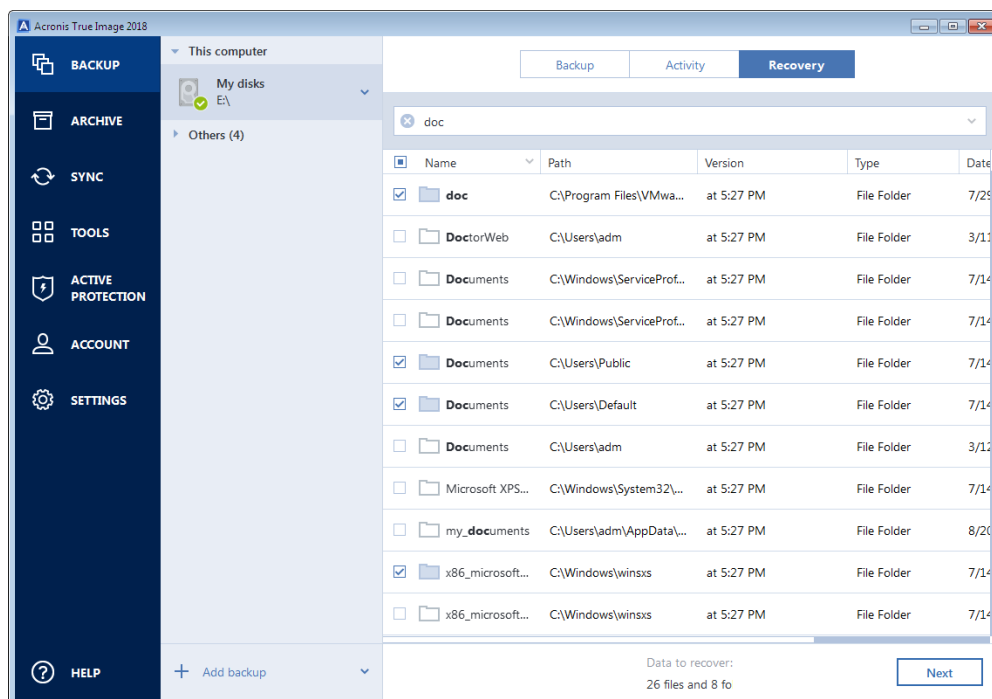 Acronis True Image 2018
BACKUP
ARCHIVE
SYNC
TOOLS
ACTIVE
PROTECTION
ACCOUNT
SETTINGS
HELP
This computer
My disks
E:\
Others (4)
Add backup
Backup Activity Recovery
doc
Name Path Version Type Date
doc C:\Program Files\VMwa... at 5:27 PM File Folder 7/29
DoctorWeb C:\Users\adm at 5:27 PM File Folder 3/11
Documents C:\Windows\ServiceProf... at 5:27 PM File Folder 7/14
Documents C:\Windows\ServiceProf... at 5:27 PM File Folder 7/14
Documents C:\Users\Public at 5:27 PM File Folder 7/14
Documents C:\Users\Default at 5:27 PM File Folder 7/14
Documents C:\Users\adm at 5:27 PM File Folder 3/12
Microsoft XPS... C:\Windows\System32\... at 5:27 PM File Folder 7/14
my_documents C:\Users\adm\AppData\... at 5:27 PM File Folder 8/20
x86_microsoft... C:\Windows\winsxs at 5:27 PM File Folder 7/14
x86_microsoft... C:\Windows\winsxs at 5:27 PM File Folder 7/14
Data to recover:
26 files and 8 fo
Next